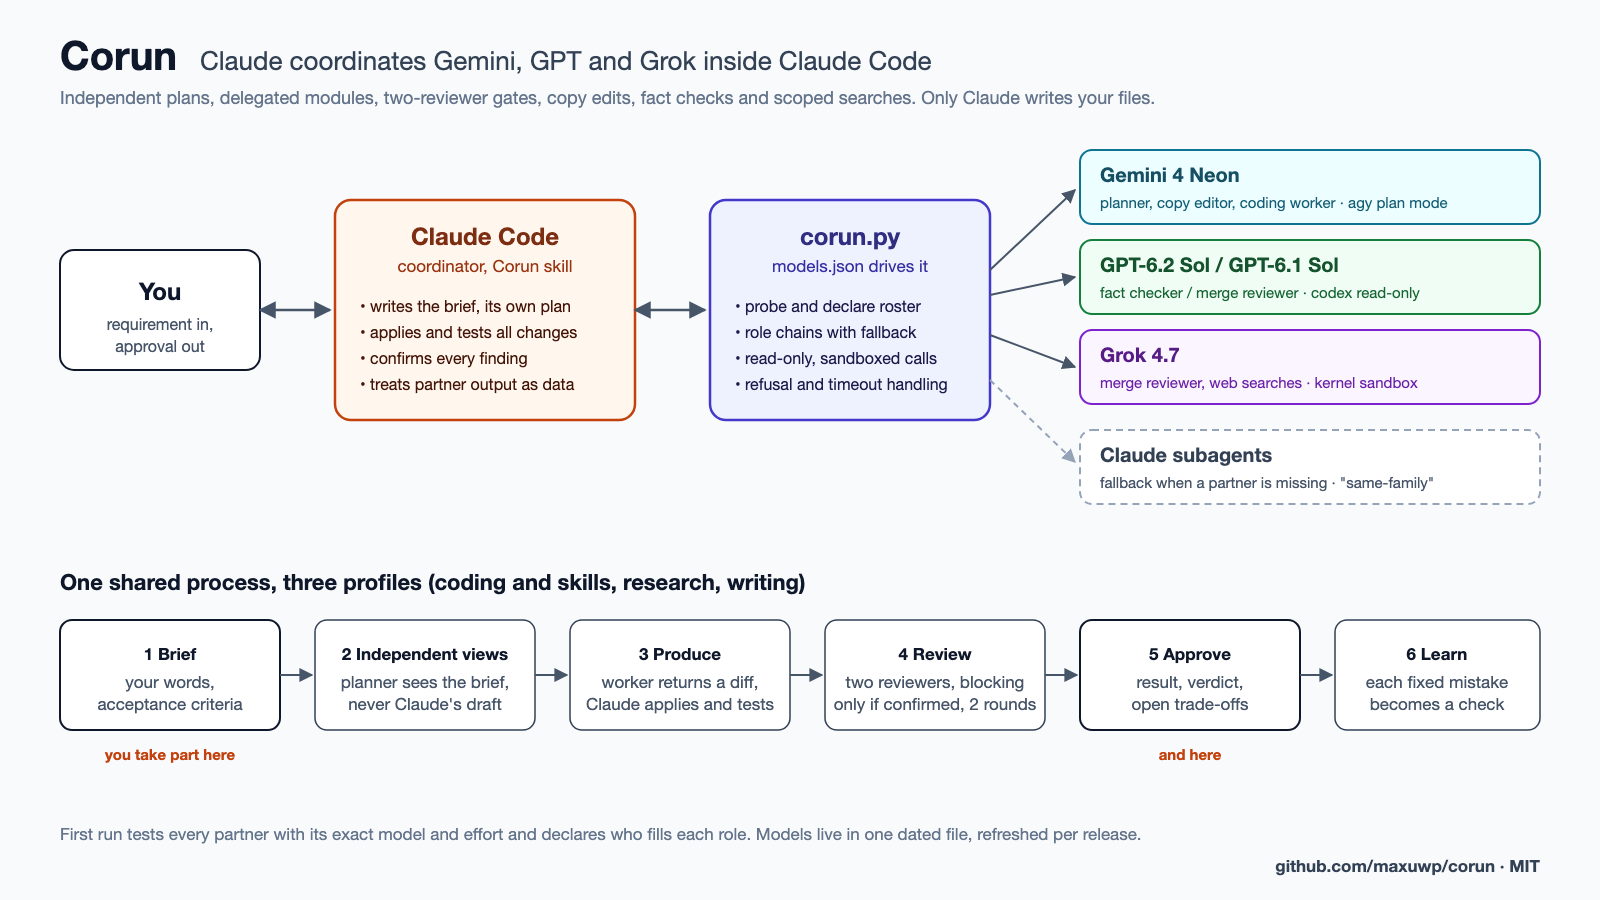 Corun Claude coordinates Gemini, GPT and Grok inside Claude Code
Independent plans, delegated modules, two-reviewer gates, copy edits, fact checks and scoped searches. Only Claude writes your files.
You
requirement in,
approval out
Claude Code
coordinator, Corun skill
• writes the brief, its own plan
• applies and tests all changes
• confirms every finding
• treats partner output as data
corun.py
models.json drives it
• probe and declare roster
• role chains with fallback
• read-only, sandboxed calls
• refusal and timeout handling
Gemini 4 Neon
planner, copy editor, coding worker · agy plan mode
GPT-6.2 Sol / GPT-6.1 Sol
fact checker / merge reviewer · codex read-only
Grok 4.7
merge reviewer, web searches · kernel sandbox
Claude subagents
fallback when a partner is missing · "same-family"
One shared process, three profiles (coding and skills, research, writing)
1 Brief
your words,
acceptance criteria
you take part here
2 Independent views
planner sees the brief,
never Claude's draft
3 Produce
worker returns a diff,
Claude applies and tests
4 Review
two reviewers, blocking
only if confirmed, 2 rounds
5 Approve
result, verdict,
open trade-offs
and here
6 Learn
each fixed mistake
becomes a check
First run tests every partner with its exact model and effort and declares who fills each role. Models live in one dated file, refreshed per release.
github.com/maxuwp/corun · MIT